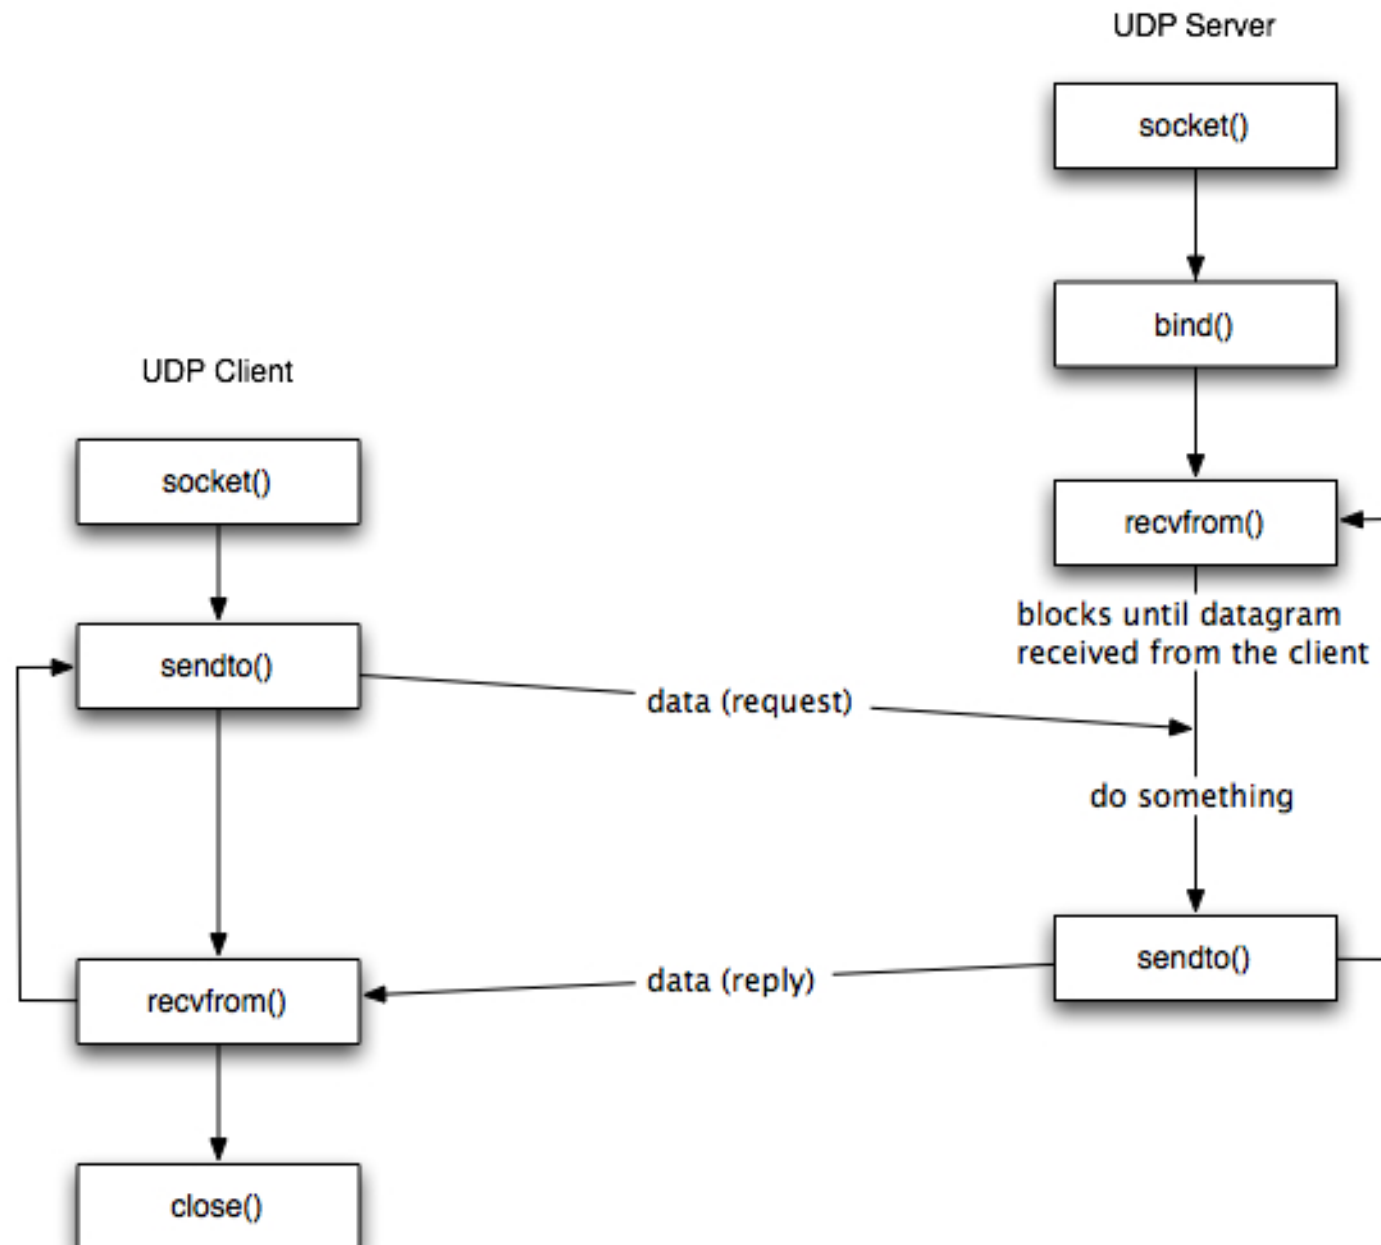 UDP Server
socket()
bind()
recvfrom()
blocks until datagram
received from the client
do something
sendto()
UDP Client
socket()
sendto()
data (request)
data (reply)
recvfrom()
close()